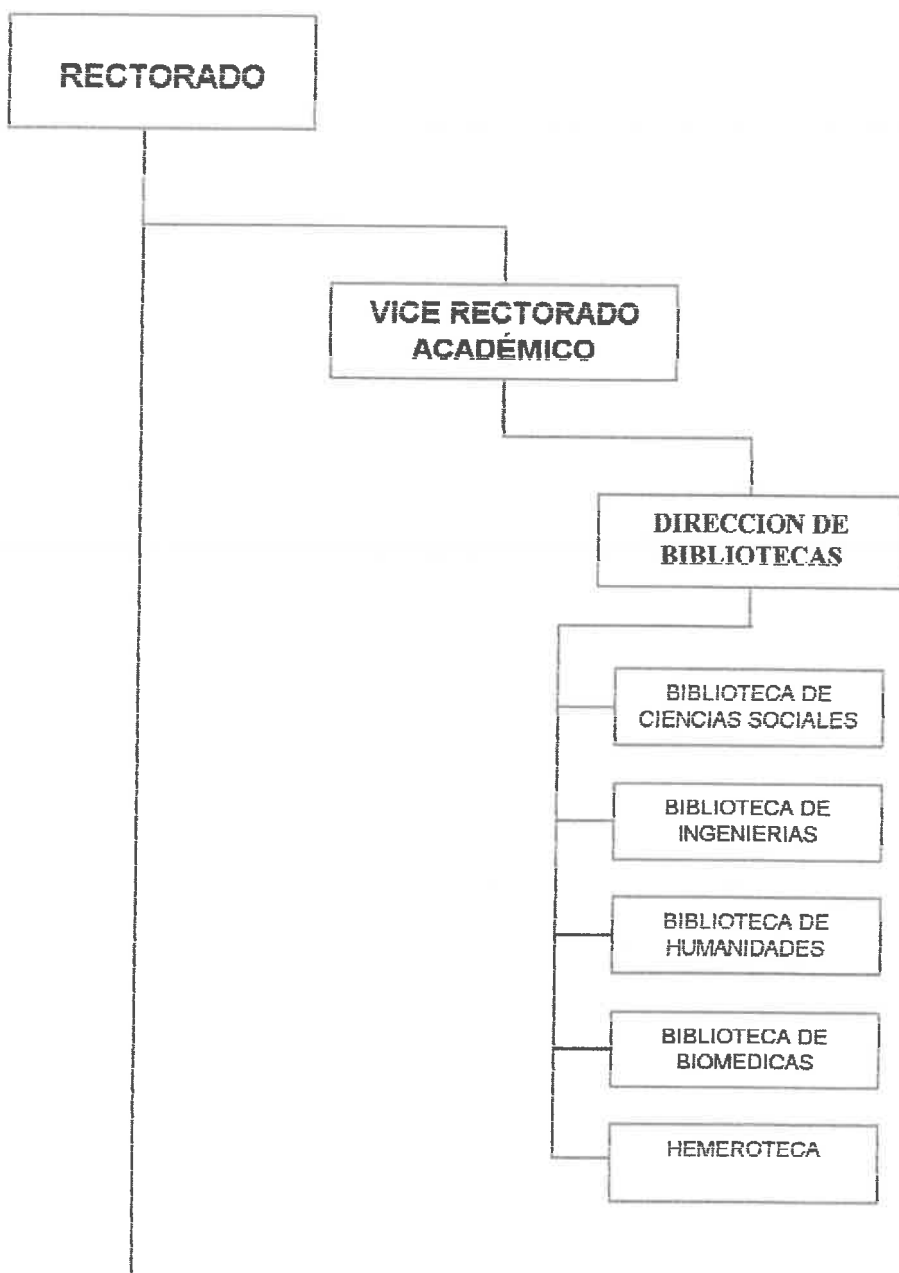 RECTORADO
VICE RECTORADO
ACADÉMICO
DIRECCION DE
BIBLIOTECAS
BIBLIOTECA DE
CIENCIAS SOCIALES
BIBLIOTECA DE
INGENIERIAS
BIBLIOTECA DE
HUMANIDADES
BIBLIOTECA DE
BIOMEDICAS
HEMEROTECA